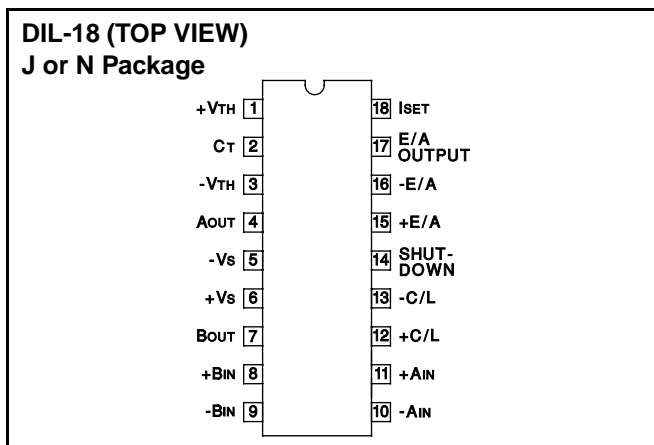 DIL-18 (TOP VIEW)
J or N Package
+VTH 1
CT 2
-VTH 3
AOUT 4
-VS 5
+VS 6
BOUT 7
+BIN 8
-BIN 9
18 ISET
17 E/A
OUTPUT
16 -E/A
15 +E/A
14 SHUT-
DOWN
13 -C/L
12 +C/L
11 +AIN
10 -AIN